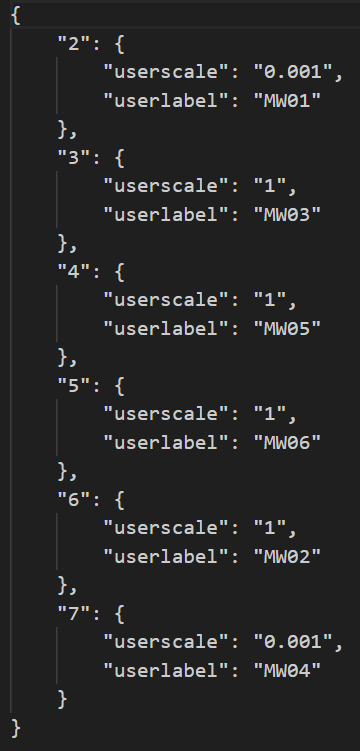 {
    "2": {
        "userscale": "0.001",
        "userlabel": "MW01"
    },
    "3": {
        "userscale": "1",
        "userlabel": "MW03"
    },
    "4": {
        "userscale": "1",
        "userlabel": "MW05"
    },
    "5": {
        "userscale": "1",
        "userlabel": "MW06"
    },
    "6": {
        "userscale": "1",
        "userlabel": "MW02"
    },
    "7": {
        "userscale": "0.001",
        "userlabel": "MW04"
    }
}